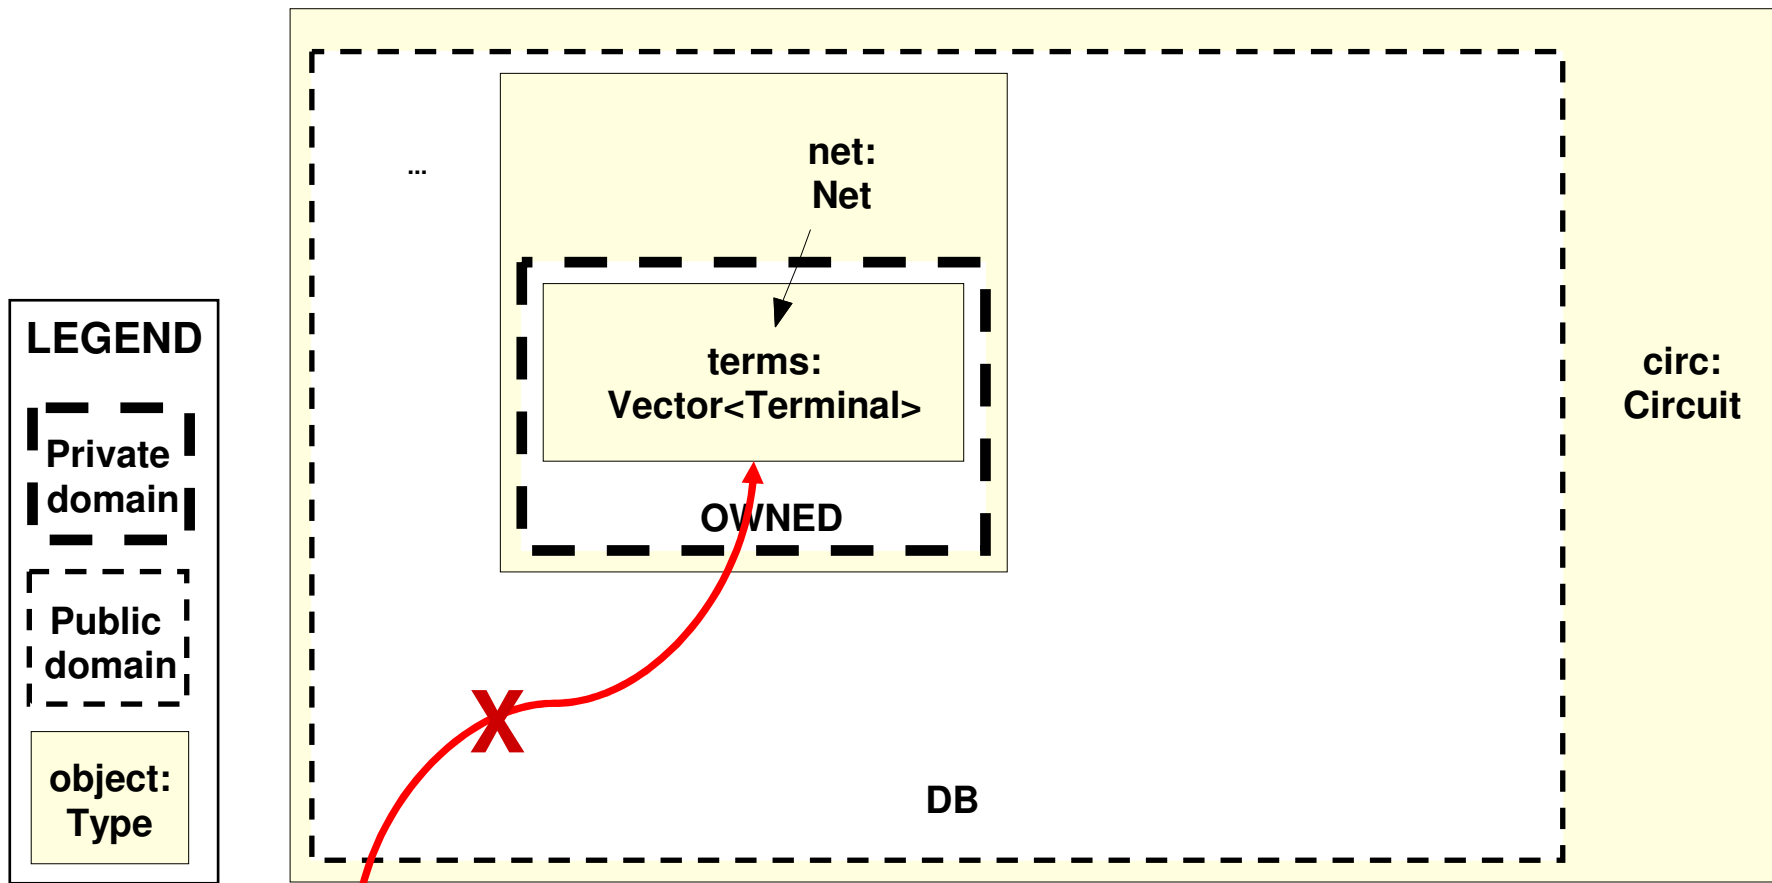 LEGEND
Private
domain
Public
domain
object:
Type
...
net:
Net
terms:
Vector<Terminal>
OWNED
X
DB
circ:
Circuit